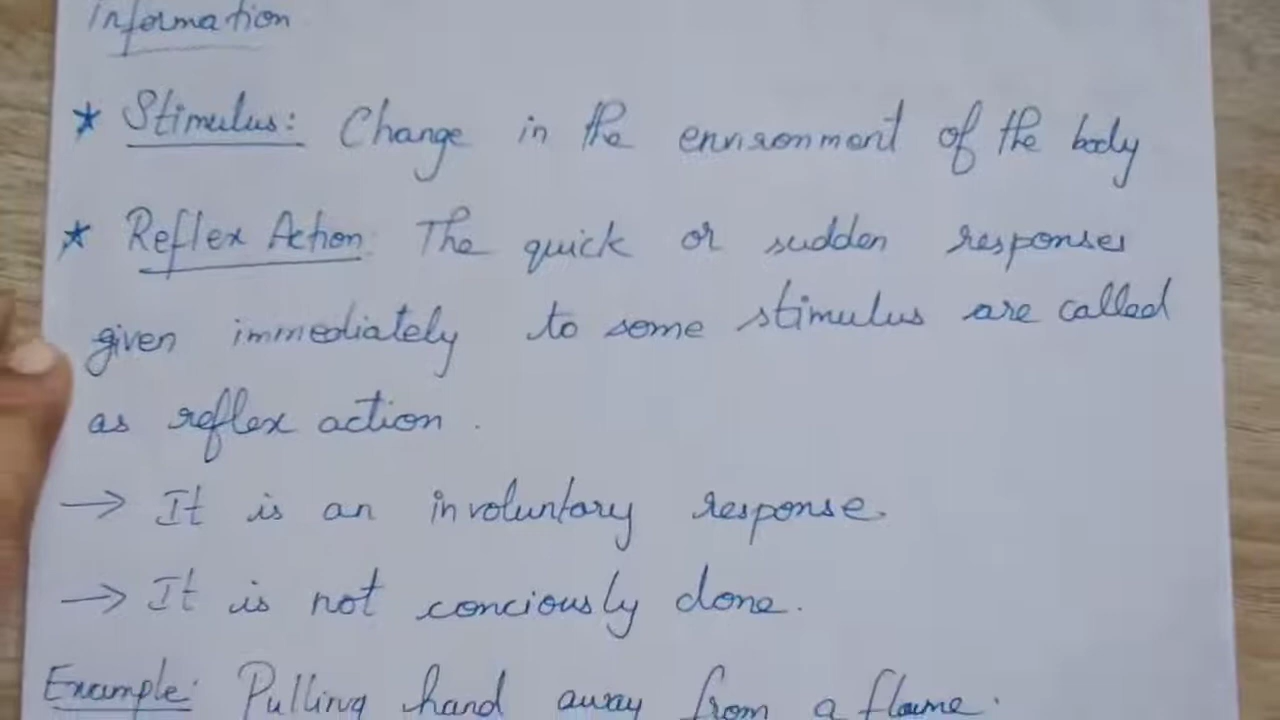 Information
* Stimulus: Change in the environment of the body
* Reflex Action: The quick or sudden responses
given immediately to some stimulus are called
as reflex action.
→ It is an involuntary response.
→ It is not conciously done.
Example: Pulling hand away from a flame.